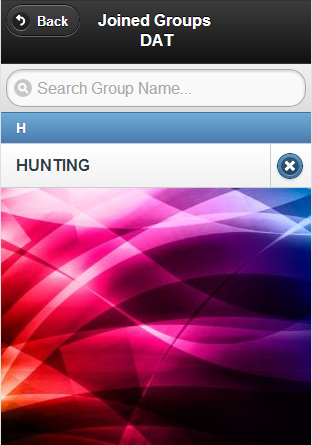 Back
Joined Groups
DAT
Search Group Name...
H
HUNTING